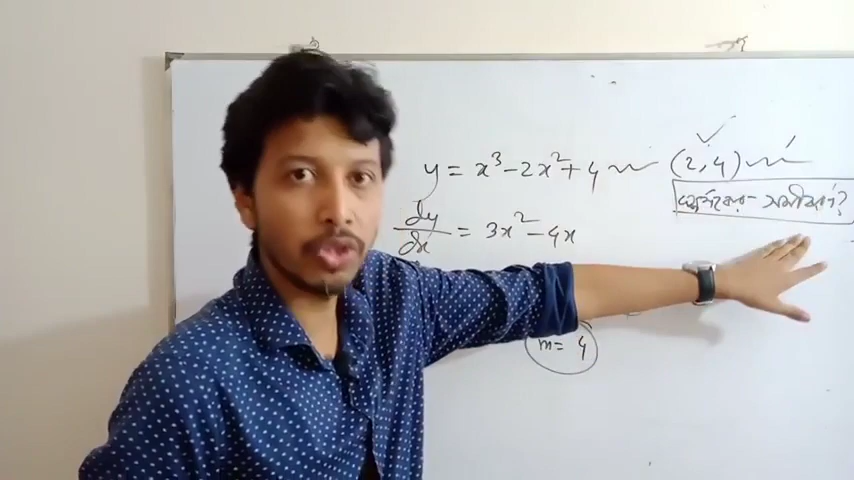 y = x³ - 2x² + 4 (2,4)
স্পর্শকের সমীকরণ?
dy/dx = 3x² - 4x
m = 4